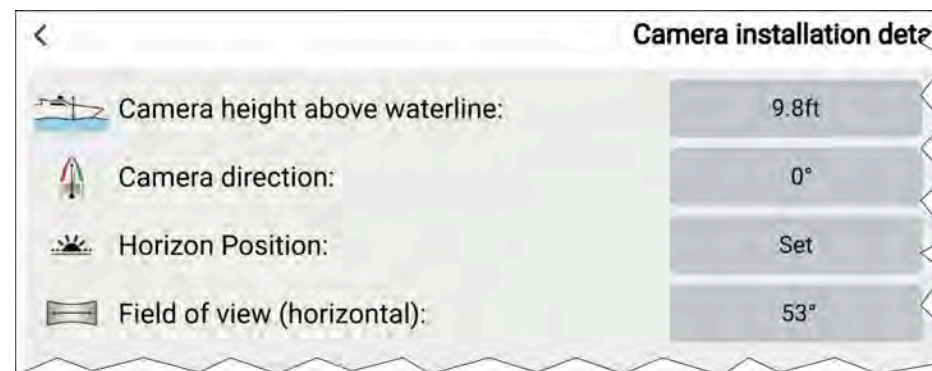 Camera installation deta
Camera height above waterline: 9.8ft
Camera direction: 0°
Horizon Position: Set
Field of view (horizontal): 53°